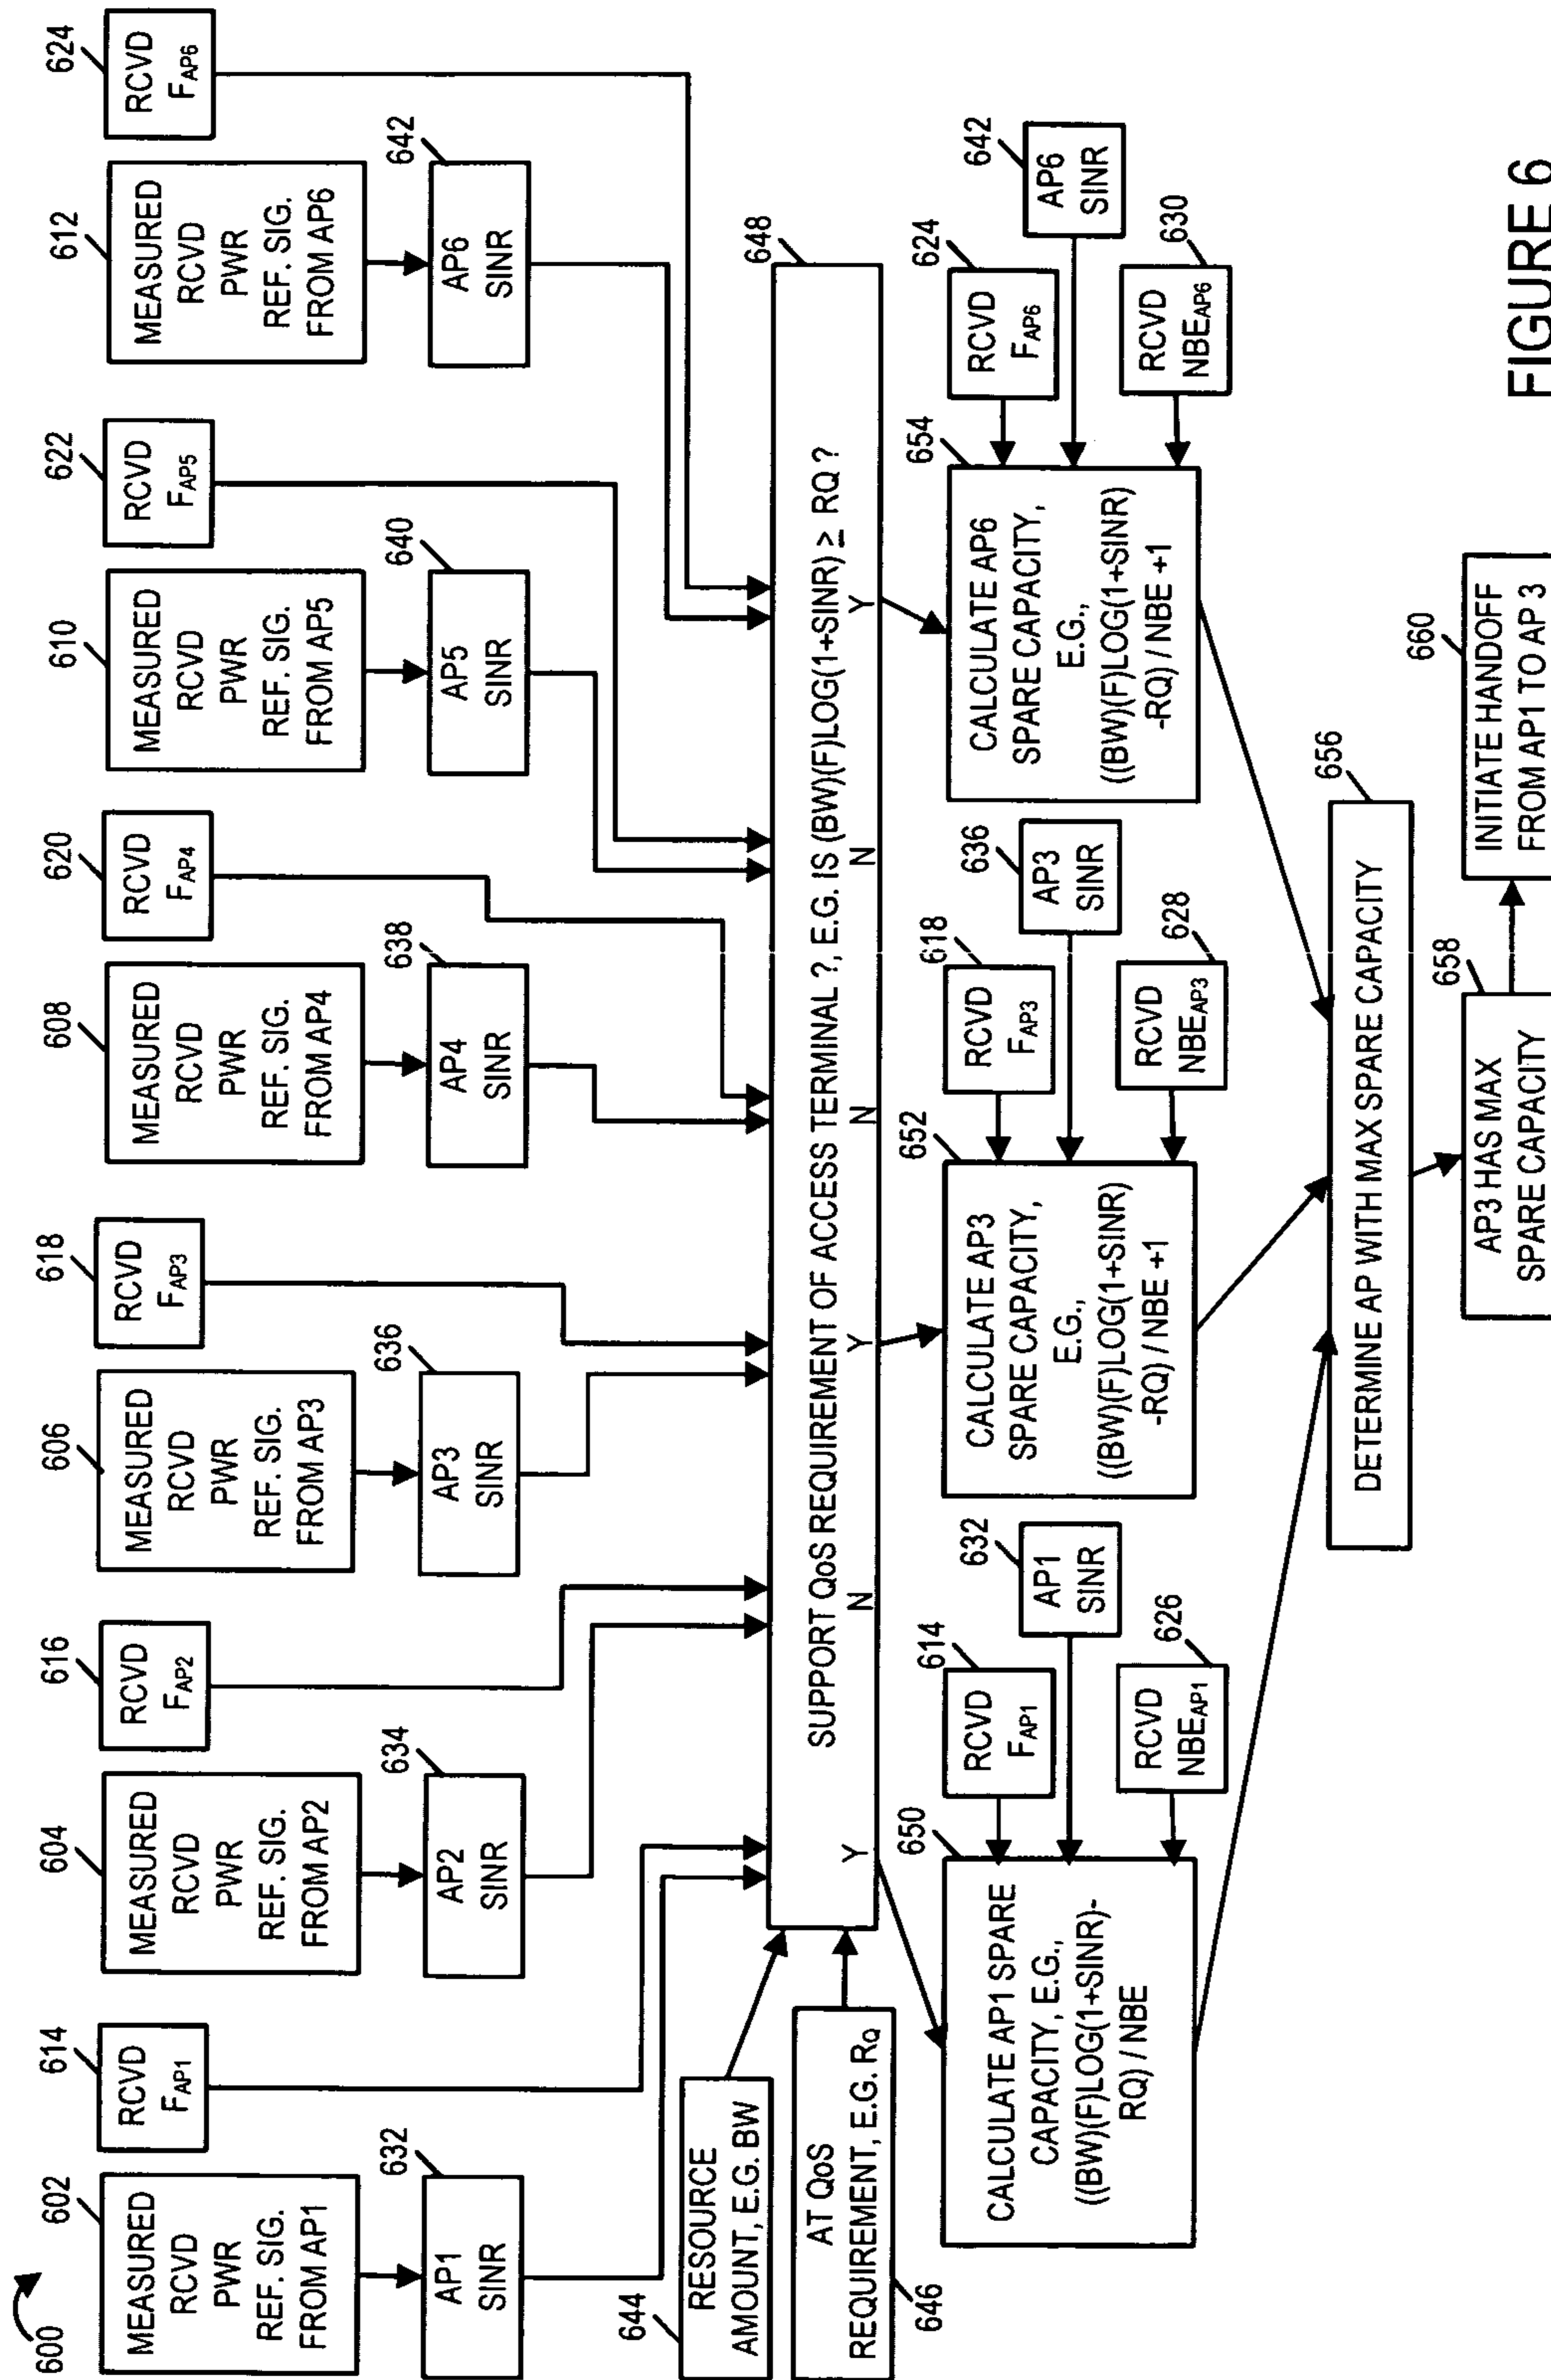 600
602
MEASURED
RCVD
PWR
REF. SIG.
FROM AP1
614
RCVD
FAP1
604
MEASURED
RCVD
PWR
REF. SIG.
FROM AP2
616
RCVD
FAP2
606
MEASURED
RCVD
PWR
REF. SIG.
FROM AP3
618
RCVD
FAP3
608
MEASURED
RCVD
PWR
REF. SIG.
FROM AP4
620
RCVD
FAP4
610
MEASURED
RCVD
PWR
REF. SIG.
FROM AP5
622
RCVD
FAP5
612
MEASURED
RCVD
PWR
REF. SIG.
FROM AP6
624
RCVD
FAP6
632
AP1
SINR
634
AP2
SINR
636
AP3
SINR
638
AP4
SINR
640
AP5
SINR
642
AP6
SINR
644
RESOURCE
AMOUNT, E.G. BW
AT QoS
REQUIREMENT, E.G. RQ
646
648
SUPPORT QoS REQUIREMENT OF ACCESS TERMINAL ?, E.G. IS (BW)(F)LOG(1+SINR) ≥ RQ ?
Y
N
Y
N
N
Y
650
CALCULATE AP1 SPARE
CAPACITY, E.G.,
((BW)(F)LOG(1+SINR)-
RQ) / NBE
614
RCVD
FAP1
632
AP1
SINR
626
RCVD
NBEAP1
652
CALCULATE AP3
SPARE CAPACITY,
E.G.,
((BW)(F)LOG(1+SINR)
-RQ) / NBE +1
618
RCVD
FAP3
636
AP3
SINR
628
RCVD
NBEAP3
654
CALCULATE AP6
SPARE CAPACITY,
E.G.,
((BW)(F)LOG(1+SINR)
-RQ) / NBE +1
624
RCVD
FAP6
642
AP6
SINR
630
RCVD
NBEAP6
656
DETERMINE AP WITH MAX SPARE CAPACITY
658
AP3 HAS MAX
SPARE CAPACITY
660
INITIATE HANDOFF
FROM AP1 TO AP 3
FIGURE 6